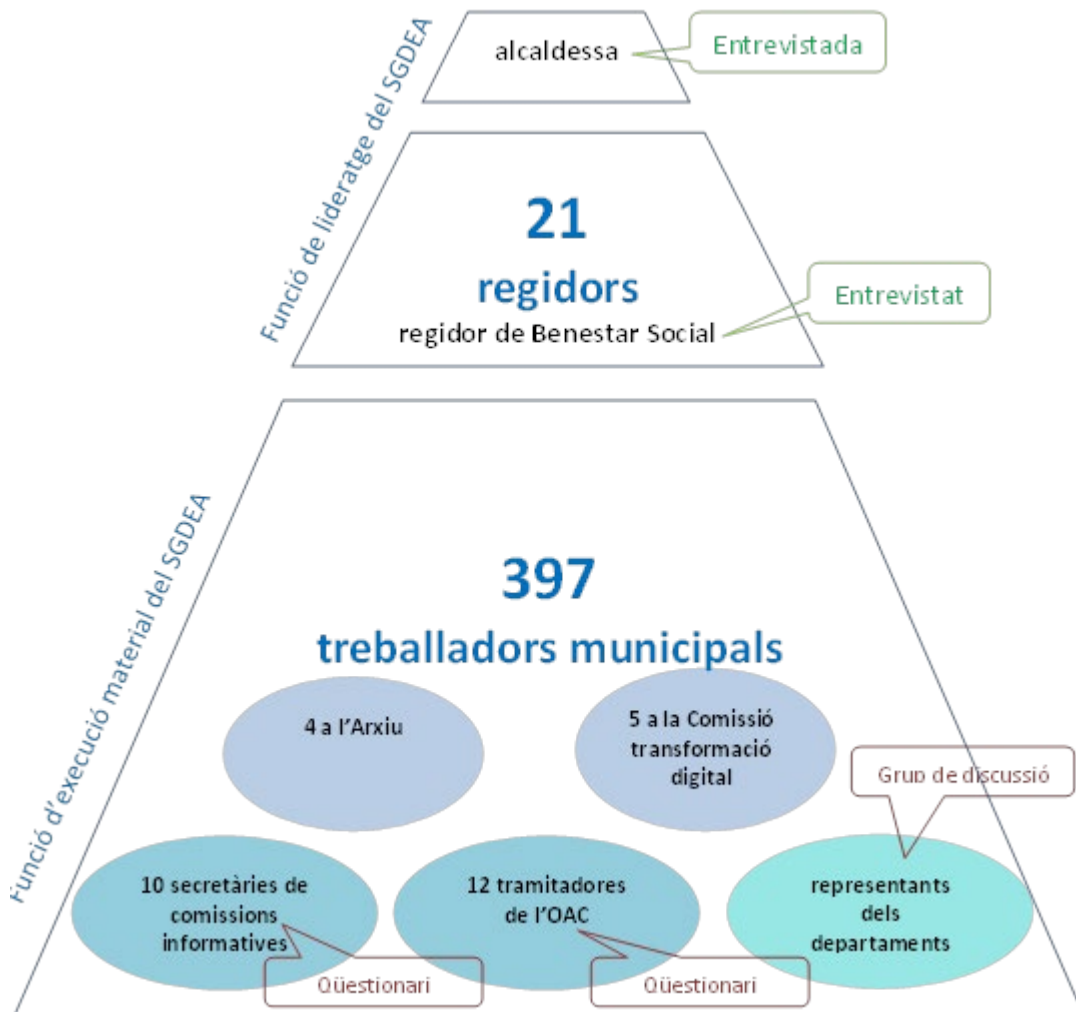 alcaldessa
Entrevistada
Funció de lideratge del SGDEA
21
regidors
regidor de Benestar Social
Entrevistat
Funció d'execució material del SGDEA
397
treballadors municipals
4 a l'Arxiu
5 a la Comissió
transformació
digital
Grup de discussió
10 secretàries de
comissions
informatives
Qüestionari
12 tramitadores
de l'OAC
Qüestionari
representants
dels
departaments